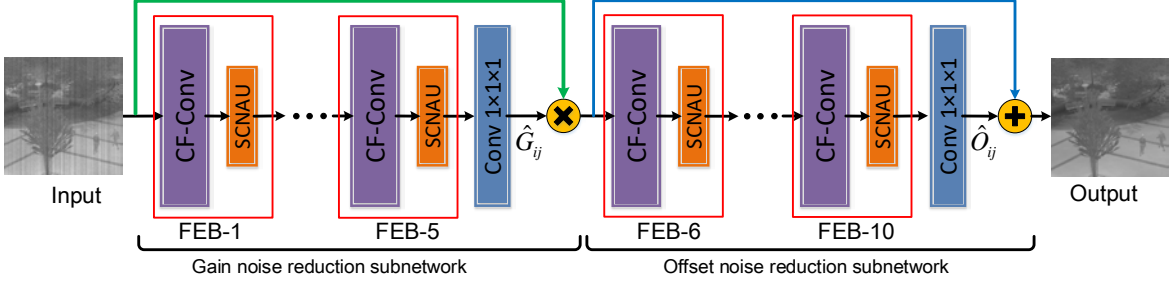 Input
CF-Conv
SCNAU
FEB-1
CF-Conv
SCNAU
FEB-5
Conv 1×1×1
Ĝij
Gain noise reduction subnetwork
CF-Conv
SCNAU
FEB-6
CF-Conv
SCNAU
FEB-10
Conv 1×1×1
Ôij
Offset noise reduction subnetwork
Output